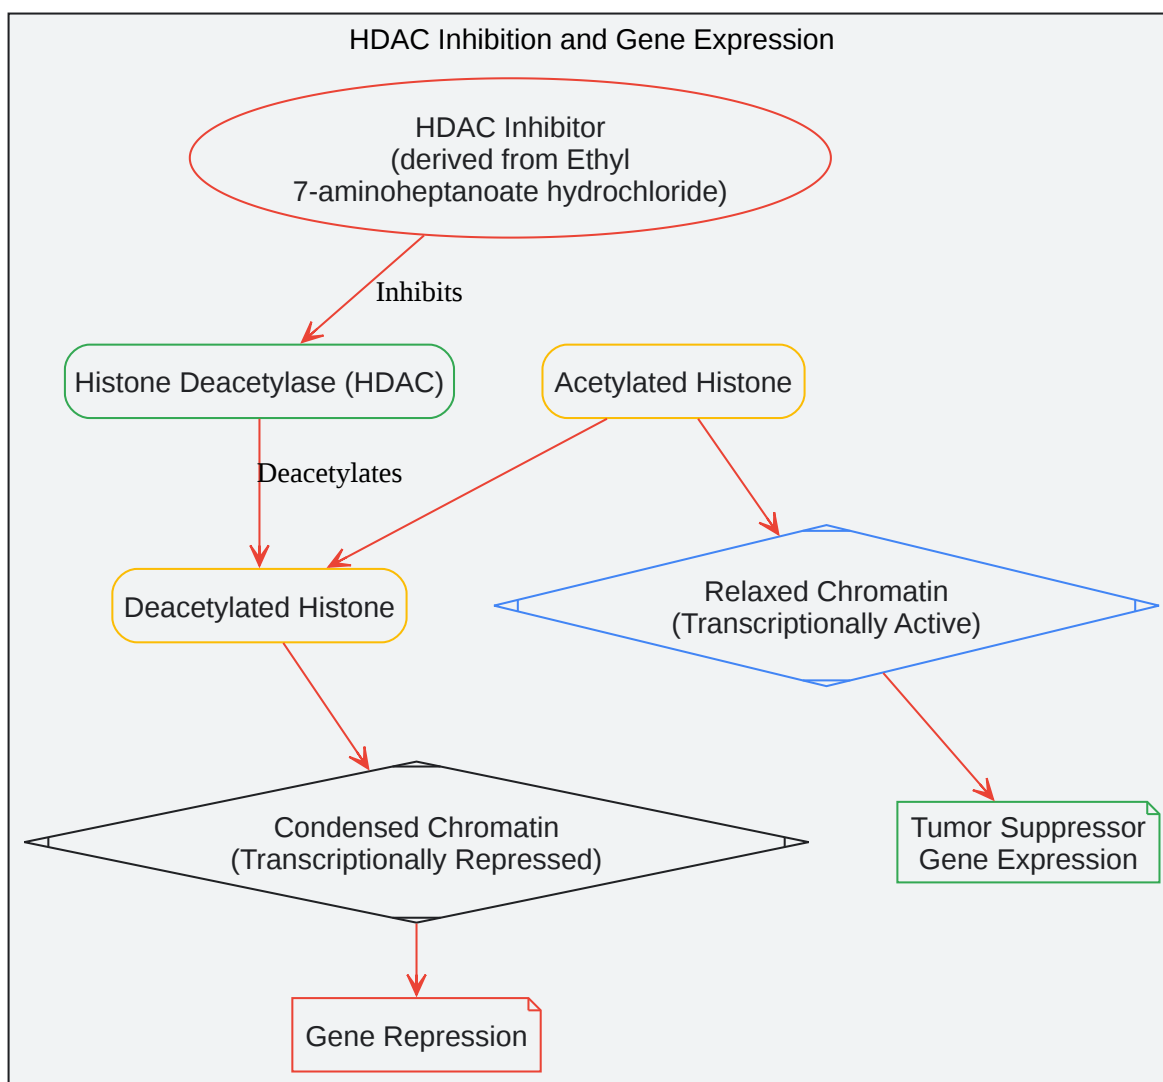 HDAC Inhibition and Gene Expression
HDAC Inhibitor
(derived from Ethyl
7-aminoheptanoate hydrochloride)
Inhibits
Histone Deacetylase (HDAC)
Acetylated Histone
Deacetylates
Deacetylated Histone
Relaxed Chromatin
(Transcriptionally Active)
Condensed Chromatin
(Transcriptionally Repressed)
Tumor Suppressor
Gene Expression
Gene Repression